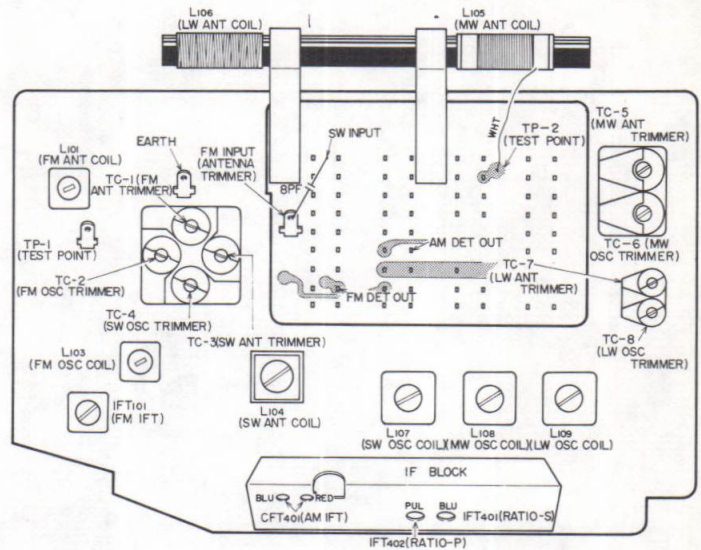 L106
(LW ANT COIL)
L105
(MW ANT COIL)
L101
(FM ANT COIL)
EARTH
TC-1(FM
ANT TRIMMER)
FM INPUT
(ANTENNA
TRIMMER)
SW INPUT
8PF
WHT
TP-2
(TEST POINT)
TC-5
(MW ANT
TRIMMER)
TP-1
(TEST POINT)
TC-2
(FM OSC TRIMMER)
TC-4
(SW OSC TRIMMER)
TC-3(SW ANT TRIMMER)
AM DET OUT
FM DET OUT
TC-7
(LW ANT
TRIMMER)
TC-6 (MW
OSC TRIMMER)
TC-8
(LW OSC
TRIMMER)
L103
(FM OSC COIL)
IFT101
(FM IFT)
L104
(SW ANT COIL)
L107
(SW OSC COIL)
L108
(MW OSC COIL)
L109
(LW OSC COIL)
IF BLOCK
BLU
RED
CFT401(AM IFT)
PUL
BLU
IFT401(RATIO-S)
IFT402(RATIO-P)